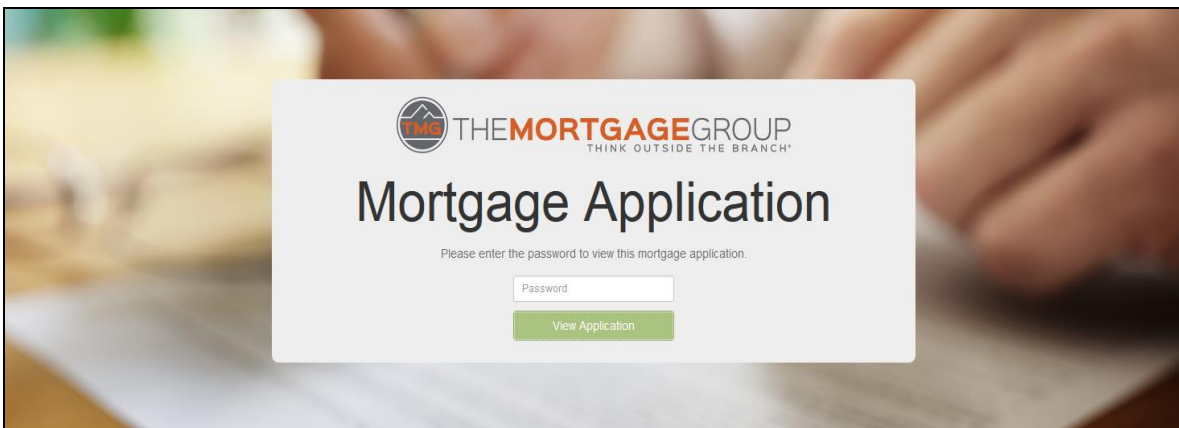 TMG THEMORTGAGEGROUP
THINK OUTSIDE THE BRANCH®
Mortgage Application
Please enter the password to view this mortgage application.
Password
View Application